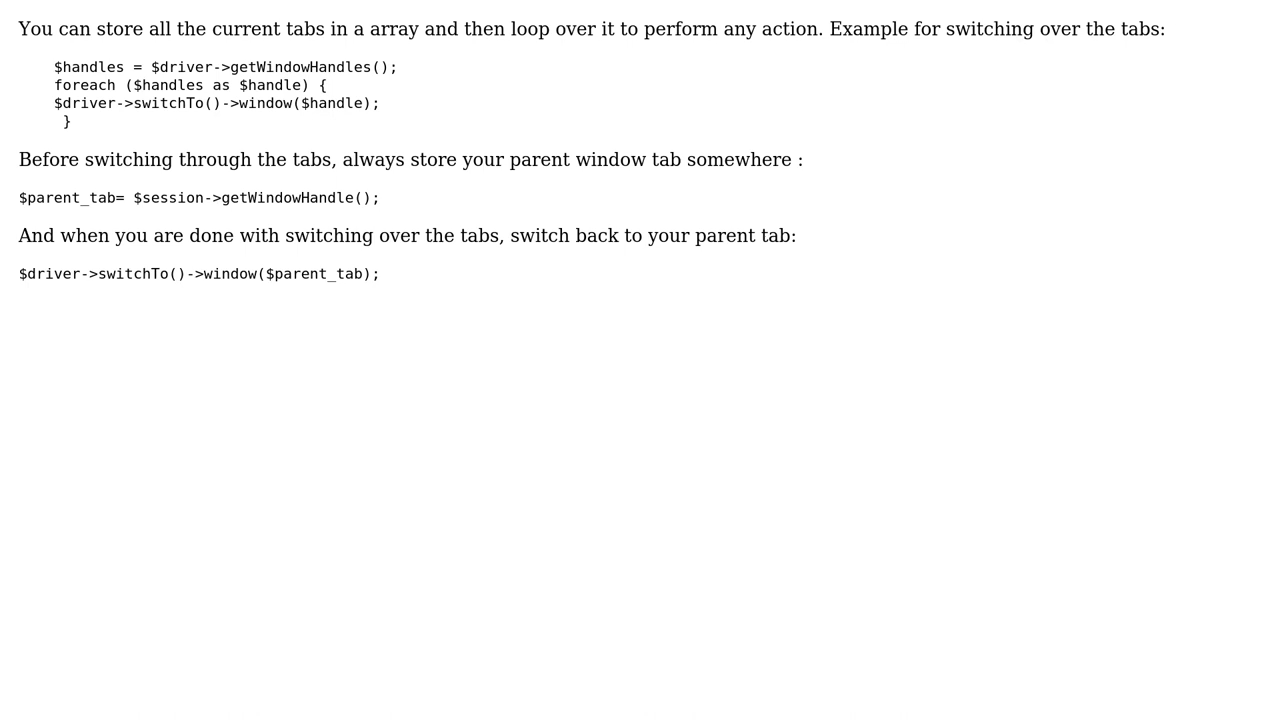 You can store all the current tabs in a array and then loop over it to perform any action. Example for switching over the tabs:
$handles = $driver->getWindowHandles();
foreach ($handles as $handle) {
$driver->switchTo()->window($handle);
}
Before switching through the tabs, always store your parent window tab somewhere :
$parent_tab= $session->getWindowHandle();
And when you are done with switching over the tabs, switch back to your parent tab:
$driver->switchTo()->window($parent_tab);